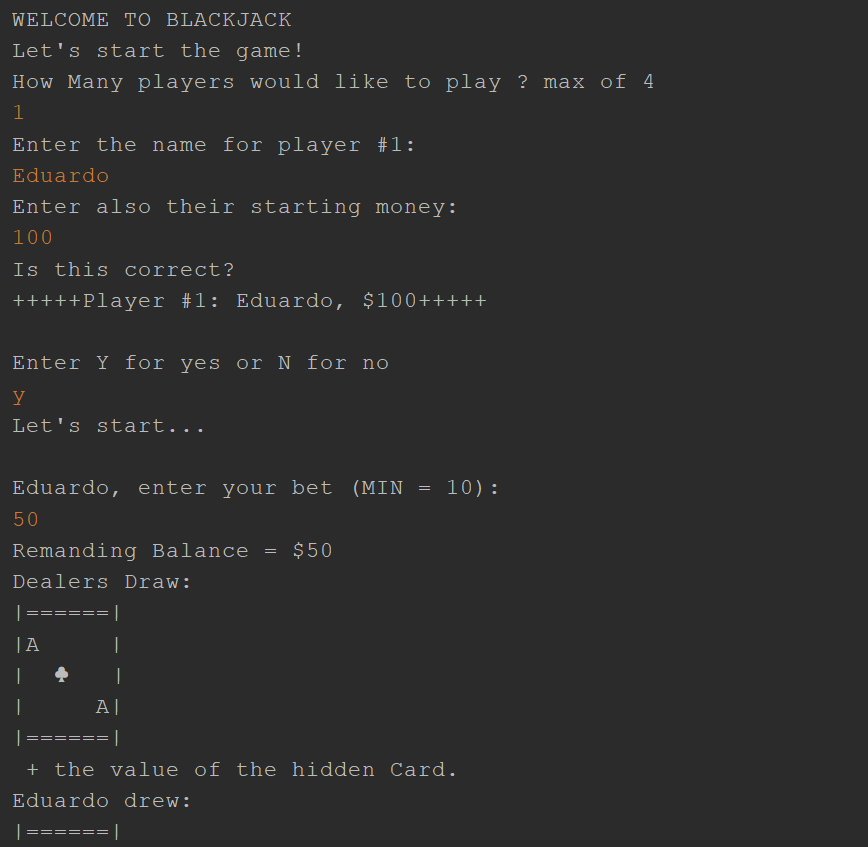 WELCOME TO BLACKJACK
Let's start the game!
How Many players would like to play ? max of 4
1
Enter the name for player #1:
Eduardo
Enter also their starting money:
100
Is this correct?
+++++Player #1: Eduardo, $100+++++
Enter Y for yes or N for no
y
Let's start...
Eduardo, enter your bet (MIN = 10):
50
Remanding Balance = $50
Dealers Draw:
|======|
|A     |
|  ♣   |
|     A|
|======|
 + the value of the hidden Card.
Eduardo drew:
|======|